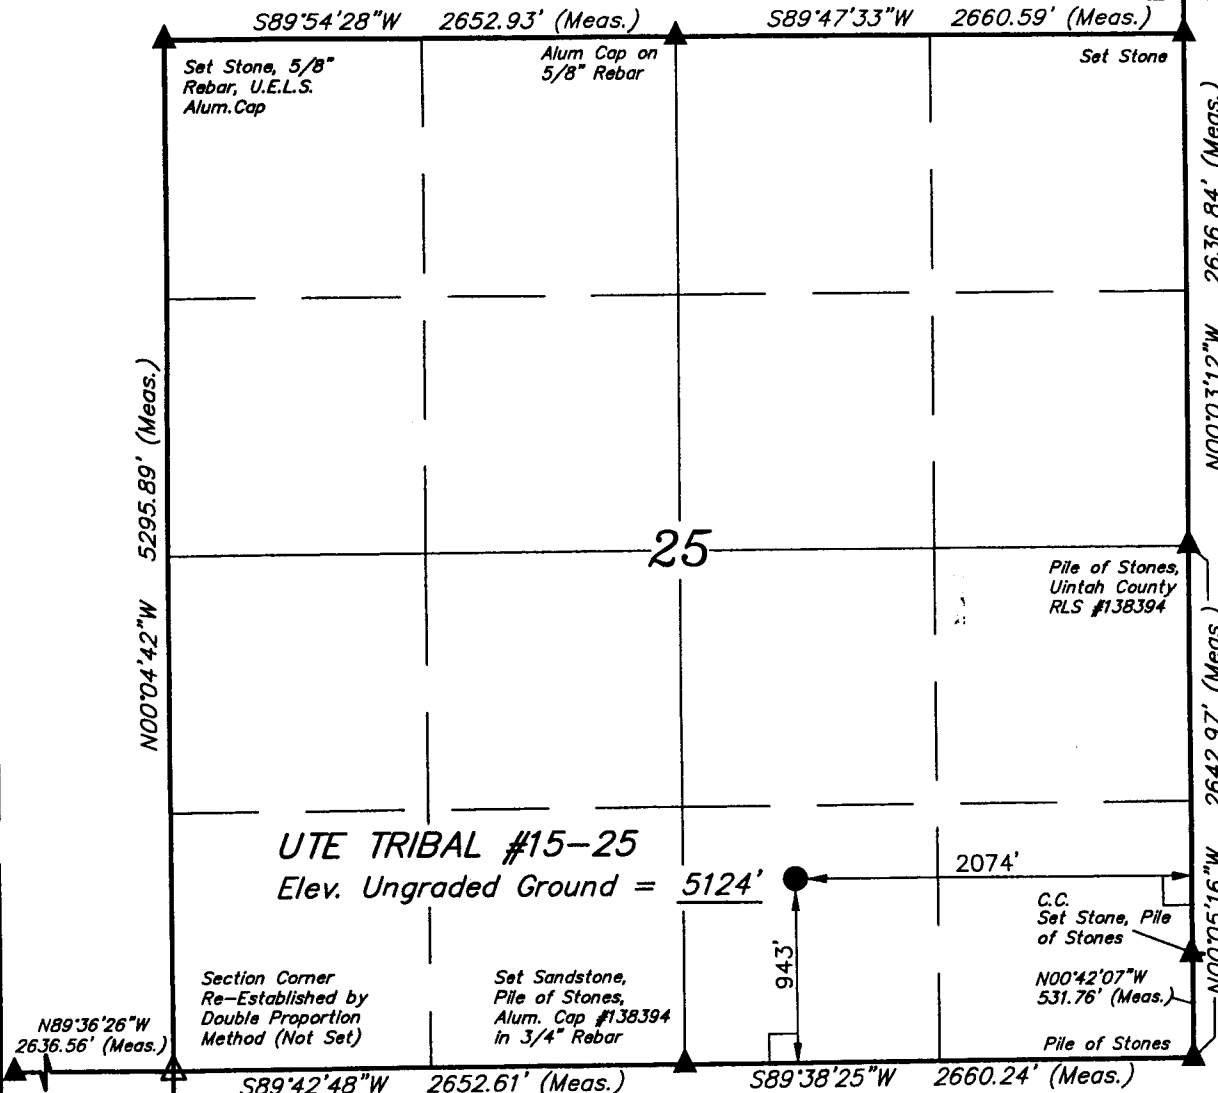 S89°54'28"W 2652.93' (Meas.)
S89°47'33"W 2660.59' (Meas.)
Set Stone, 5/8"
Rebar, U.E.L.S.
Alum.Cap
Alum Cap on
5/8" Rebar
Set Stone
N00°03'12"W 2636.84' (Meas.)
N00°04'42"W 5295.89' (Meas.)
25
Pile of Stones,
Uintah County
RLS #138394
N00°05'16"W 2642.97' (Meas.)
UTE TRIBAL #15-25
Elev. Ungraded Ground = 5124'
2074'
943'
C.C.
Set Stone, Pile
of Stones
N00°42'07"W
531.76' (Meas.)
Pile of Stones
Section Corner
Re-Established by
Double Proportion
Method (Not Set)
Set Sandstone,
Pile of Stones,
Alum. Cap #138394
in 3/4" Rebar
N89°36'26"W
2636.56' (Meas.)
S89°42'48"W 2652.61' (Meas.)
S89°38'25"W 2660.24' (Meas.)